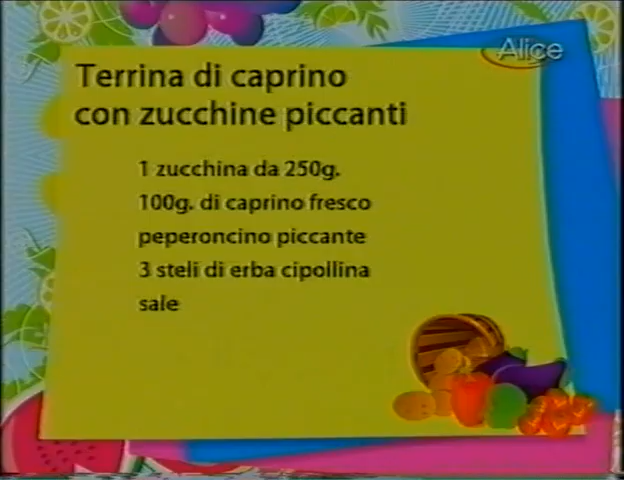 Alice
Terrina di caprino
con zucchine piccanti
1 zucchina da 250g.
100g. di caprino fresco
peperoncino piccante
3 steli di erba cipollina
sale